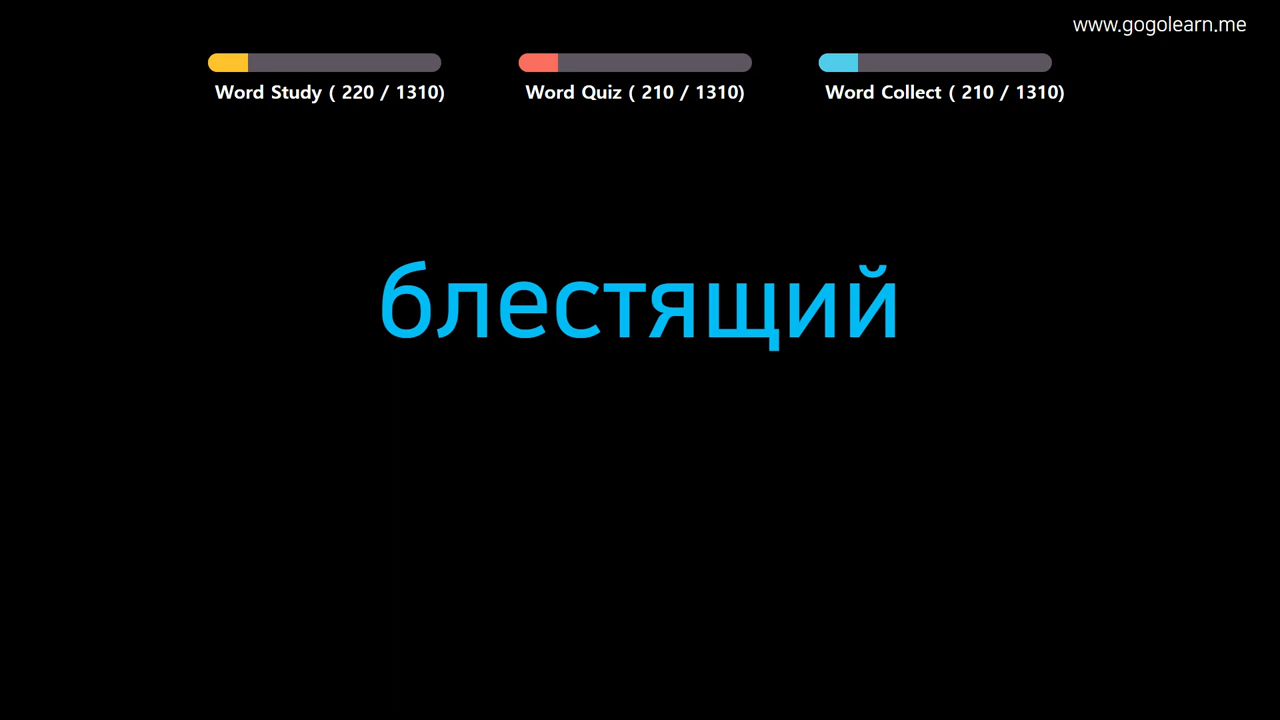 www.gogolearn.me
Word Study ( 220 / 1310)
Word Quiz ( 210 / 1310)
Word Collect ( 210 / 1310)
блестящий